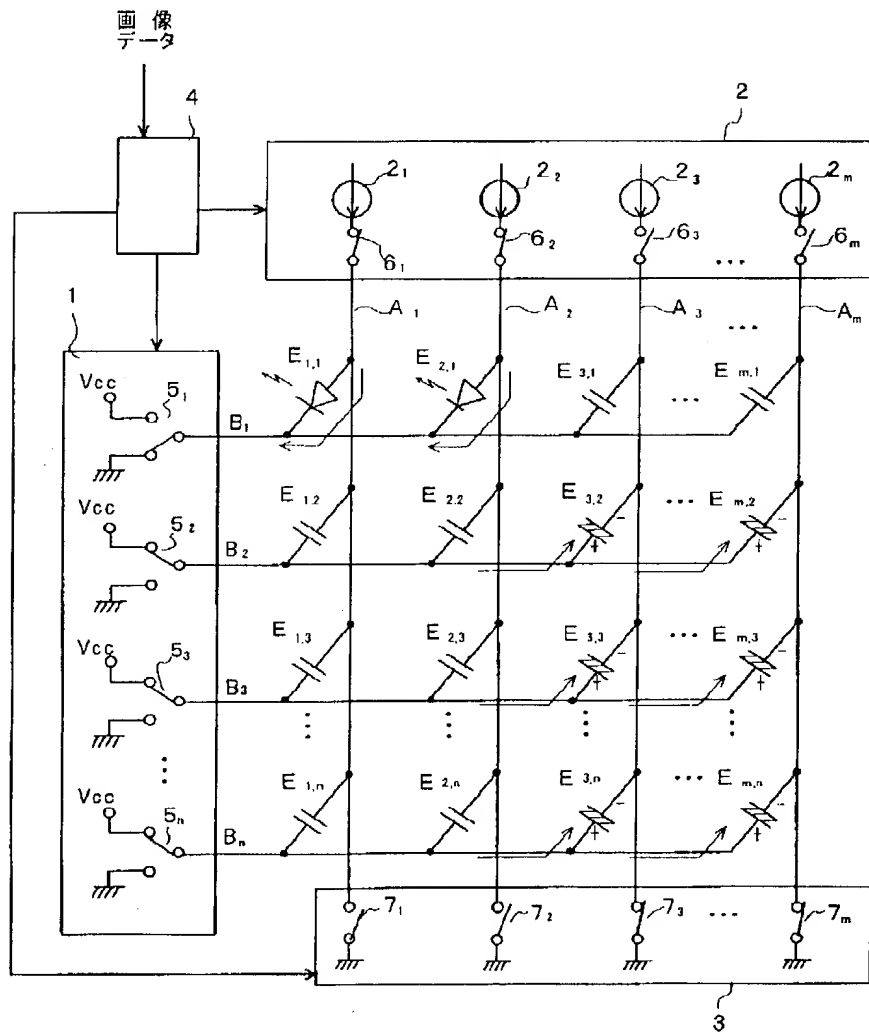 画像
データ
4
2
2₁ 2₂ 2₃ 2m
6₁ 6₂ 6₃ ... 6m
1
A₁ A₂ A₃ ... Am
Vcc 5₁ B₁ E₁,₁ E₂,₁ E₃,₁ ... Em,₁
Vcc 5₂ B₂ E₁,₂ E₂,₂ E₃,₂ ... Em,₂
+ - + -
Vcc 5₃ B₃ E₁,₃ E₂,₃ E₃,₃ ... Em,₃
+ - + -
Vcc 5n Bn E₁,n E₂,n E₃,n ... Em,n
+ - + -
7₁ 7₂ 7₃ ... 7m
3